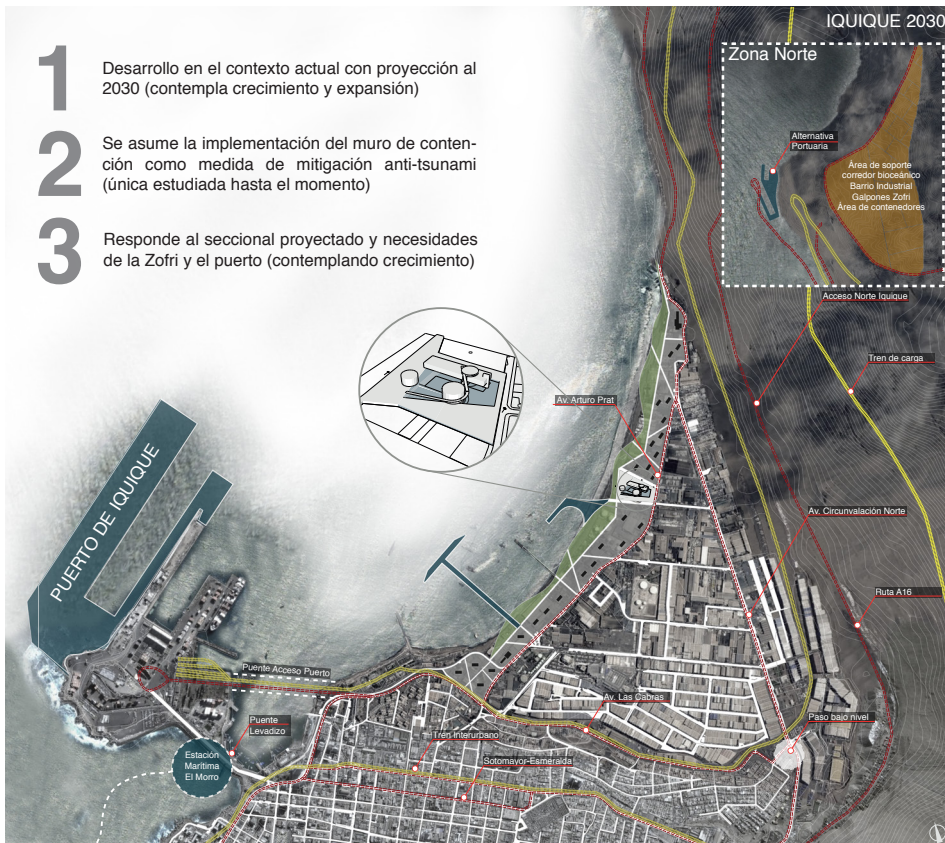 IQUIQUE 2030
1
Desarrollo en el contexto actual con proyección al
2030 (contempla crecimiento y expansión)
2
Se asume la implementación del muro de conten-
ción como medida de mitigación anti-tsunami
(única estudiada hasta el momento)
3
Responde al seccional proyectado y necesidades
de la Zofri y el puerto (contemplando crecimiento)
Zona Norte
Alternativa
Portuaria
Área de soporte
corredor bioceánico
Barrio Industrial
Galpones Zofri
Área de contenedores
Acceso Norte Iquique
Tren de carga
Av. Arturo Prat
PUERTO DE IQUIQUE
Av. Circunvalación Norte
Ruta A16
Puente Acceso Puerto
Av. Las Cabras
Puente
Levadizo
Paso bajo nivel
Tren Interurbano
Estación
Marítima
El Morro
Sotomayor-Esmeralda